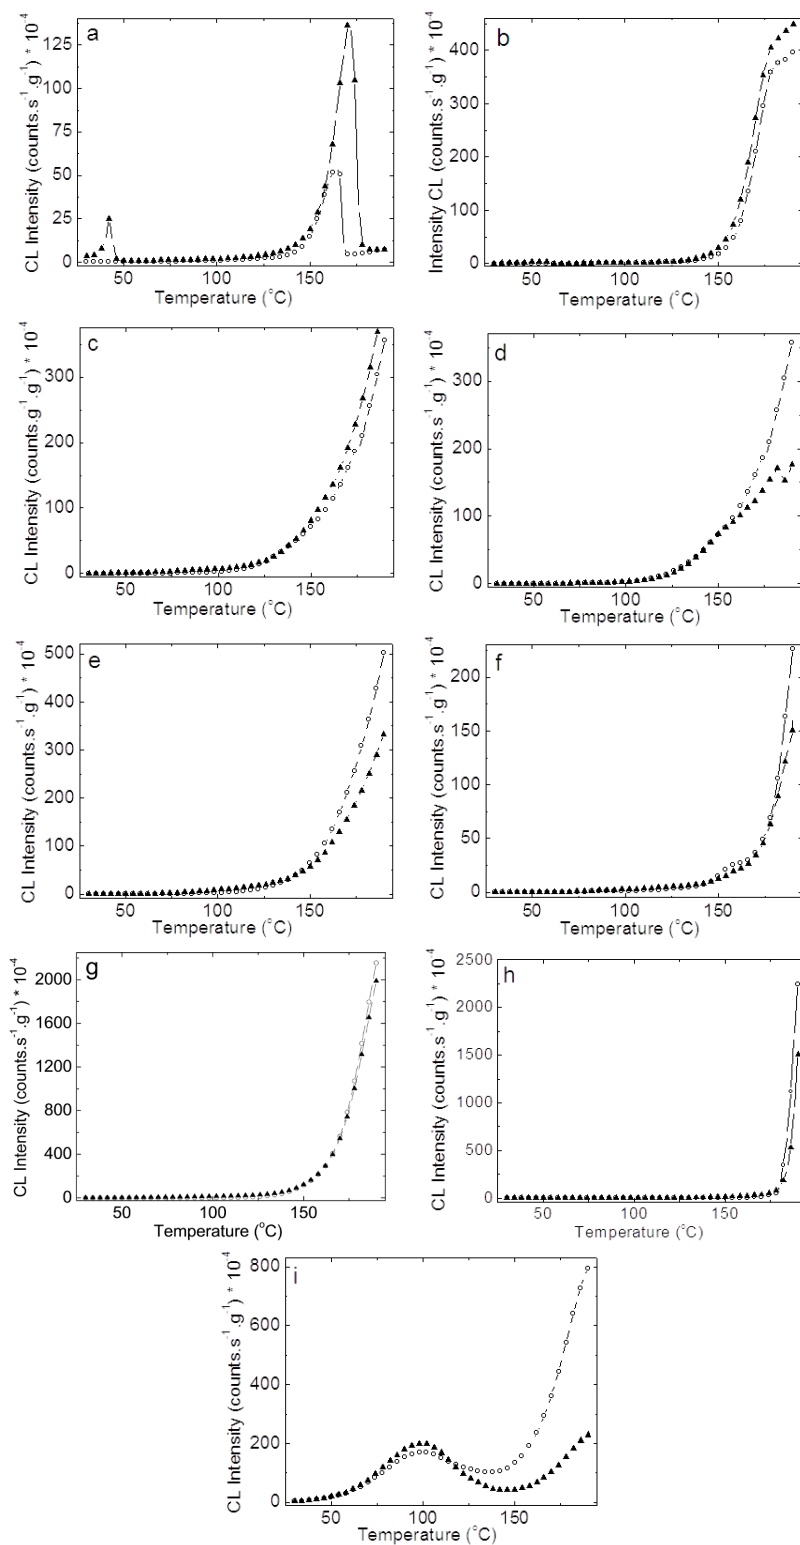 a
125
100
75
50
25
0
50 100 150
CL Intensity (counts.s⁻¹.g⁻¹) * 10⁻⁴
Temperature (°C)
b
400
300
200
100
0
50 100 150
Intensity CL (counts.s⁻¹.g⁻¹) * 10⁻⁴
Temperature (°C)
c
300
200
100
0
50 100 150
CL Intensity (counts.g⁻¹.g⁻¹) * 10⁻⁴
Temperature (°C)
d
300
200
100
0
50 100 150
CL Intensity (counts.s⁻¹.g⁻¹) * 10⁻⁴
Temperature (°C)
e
500
400
300
200
100
0
50 100 150
CL Intensity (counts.s⁻¹.g⁻¹) * 10⁻⁴
Temperature (°C)
f
200
150
100
50
0
50 100 150
CL Intensity (counts.s⁻¹.g⁻¹) * 10⁻⁴
Temperature (°C)
g
2000
1600
1200
800
400
0
50 100 150
CL Intensity (counts.s⁻¹.g⁻¹) * 10⁻⁴
Temperature (°C)
h
2500
2000
1500
1000
500
0
50 100 150
CL Intensity (counts.s⁻¹.g⁻¹) * 10⁻⁴
Temperature (°C)
i
800
600
400
200
0
50 100 150
CL Intensity (counts.s⁻¹.g⁻¹) * 10⁻⁴
Temperature (°C)